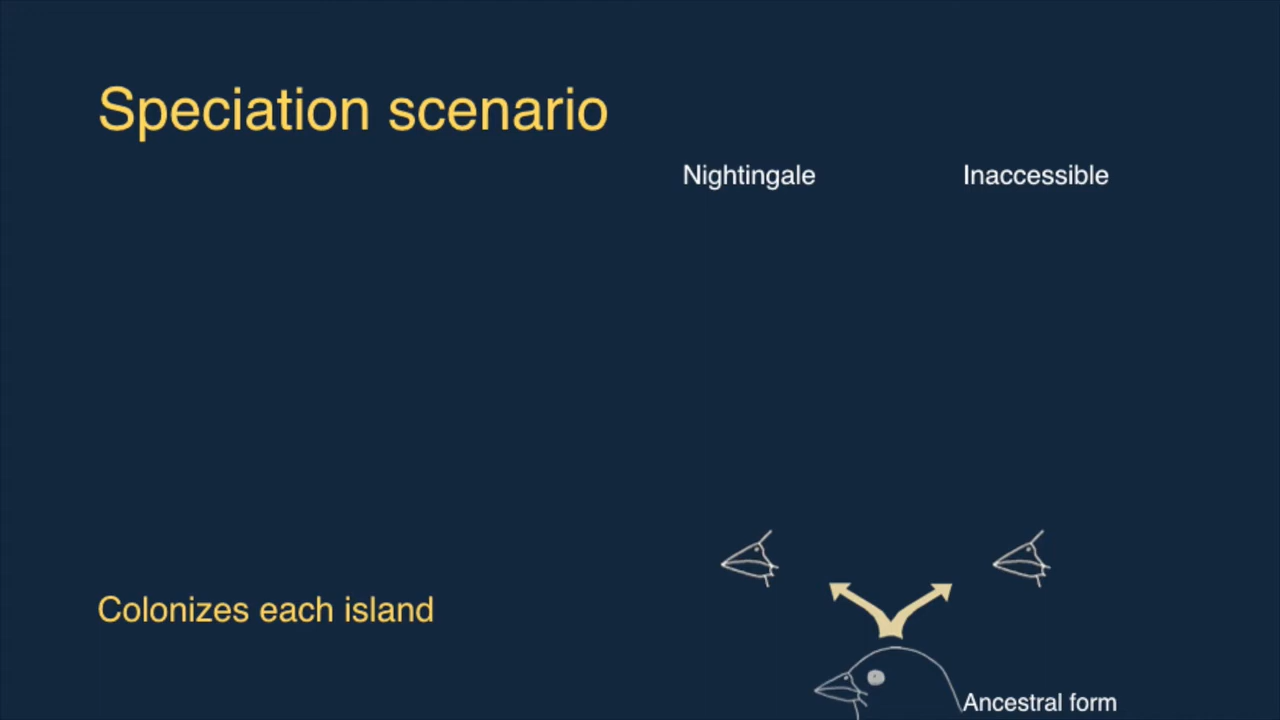 Speciation scenario
Nightingale
Inaccessible
Colonizes each island
Ancestral form